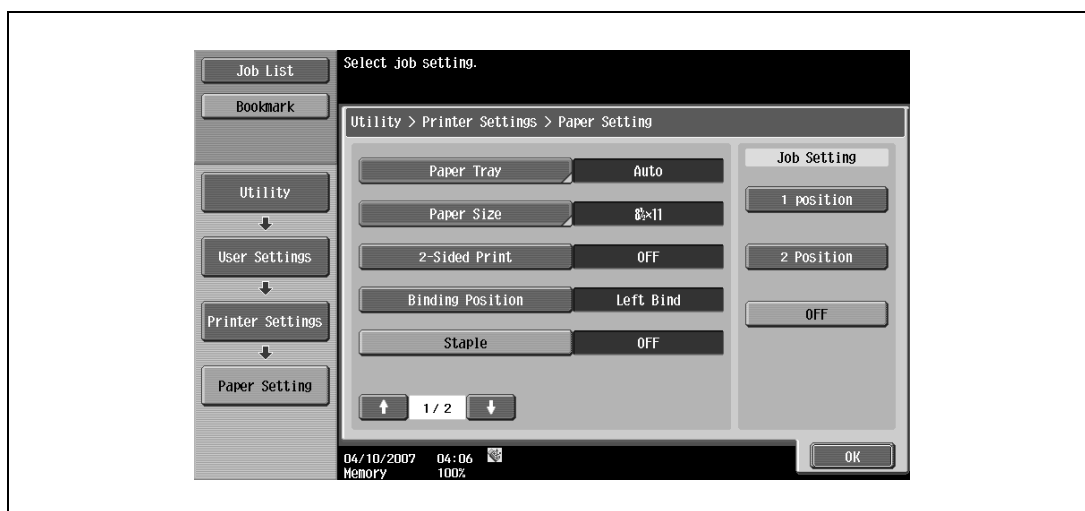 Job List
Bookmark
Utility
User Settings
Printer Settings
Paper Setting
Select job setting.
Utility > Printer Settings > Paper Setting
Paper Tray Auto
Paper Size 8½×11
2-Sided Print OFF
Binding Position Left Bind
Staple OFF
1/ 2
Job Setting
1 position
2 Position
OFF
04/10/2007 04:06
Memory 100%
OK